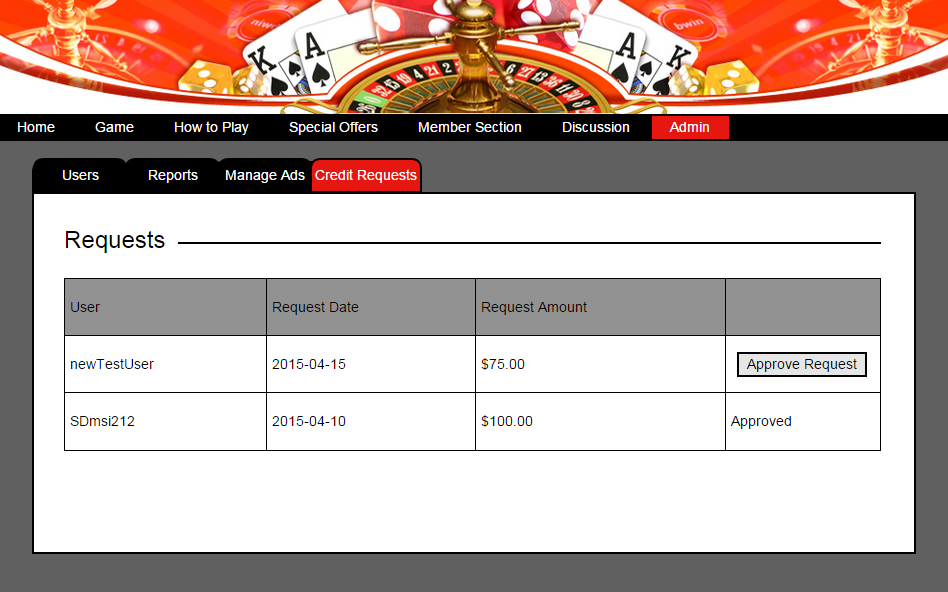 K A A K
bwin
Home Game How to Play Special Offers Member Section Discussion Admin
Users Reports Manage Ads Credit Requests
Requests
User Request Date Request Amount
newTestUser 2015-04-15 $75.00 Approve Request
SDmsi212 2015-04-10 $100.00 Approved